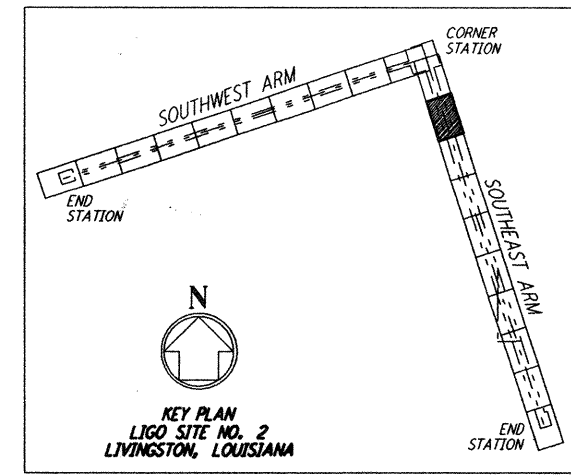 CORNER
STATION
SOUTHWEST ARM
END
STATION
SOUTHEAST ARM
N
KEY PLAN
LIGO SITE NO. 2
LIVINGSTON, LOUISIANA
END
STATION